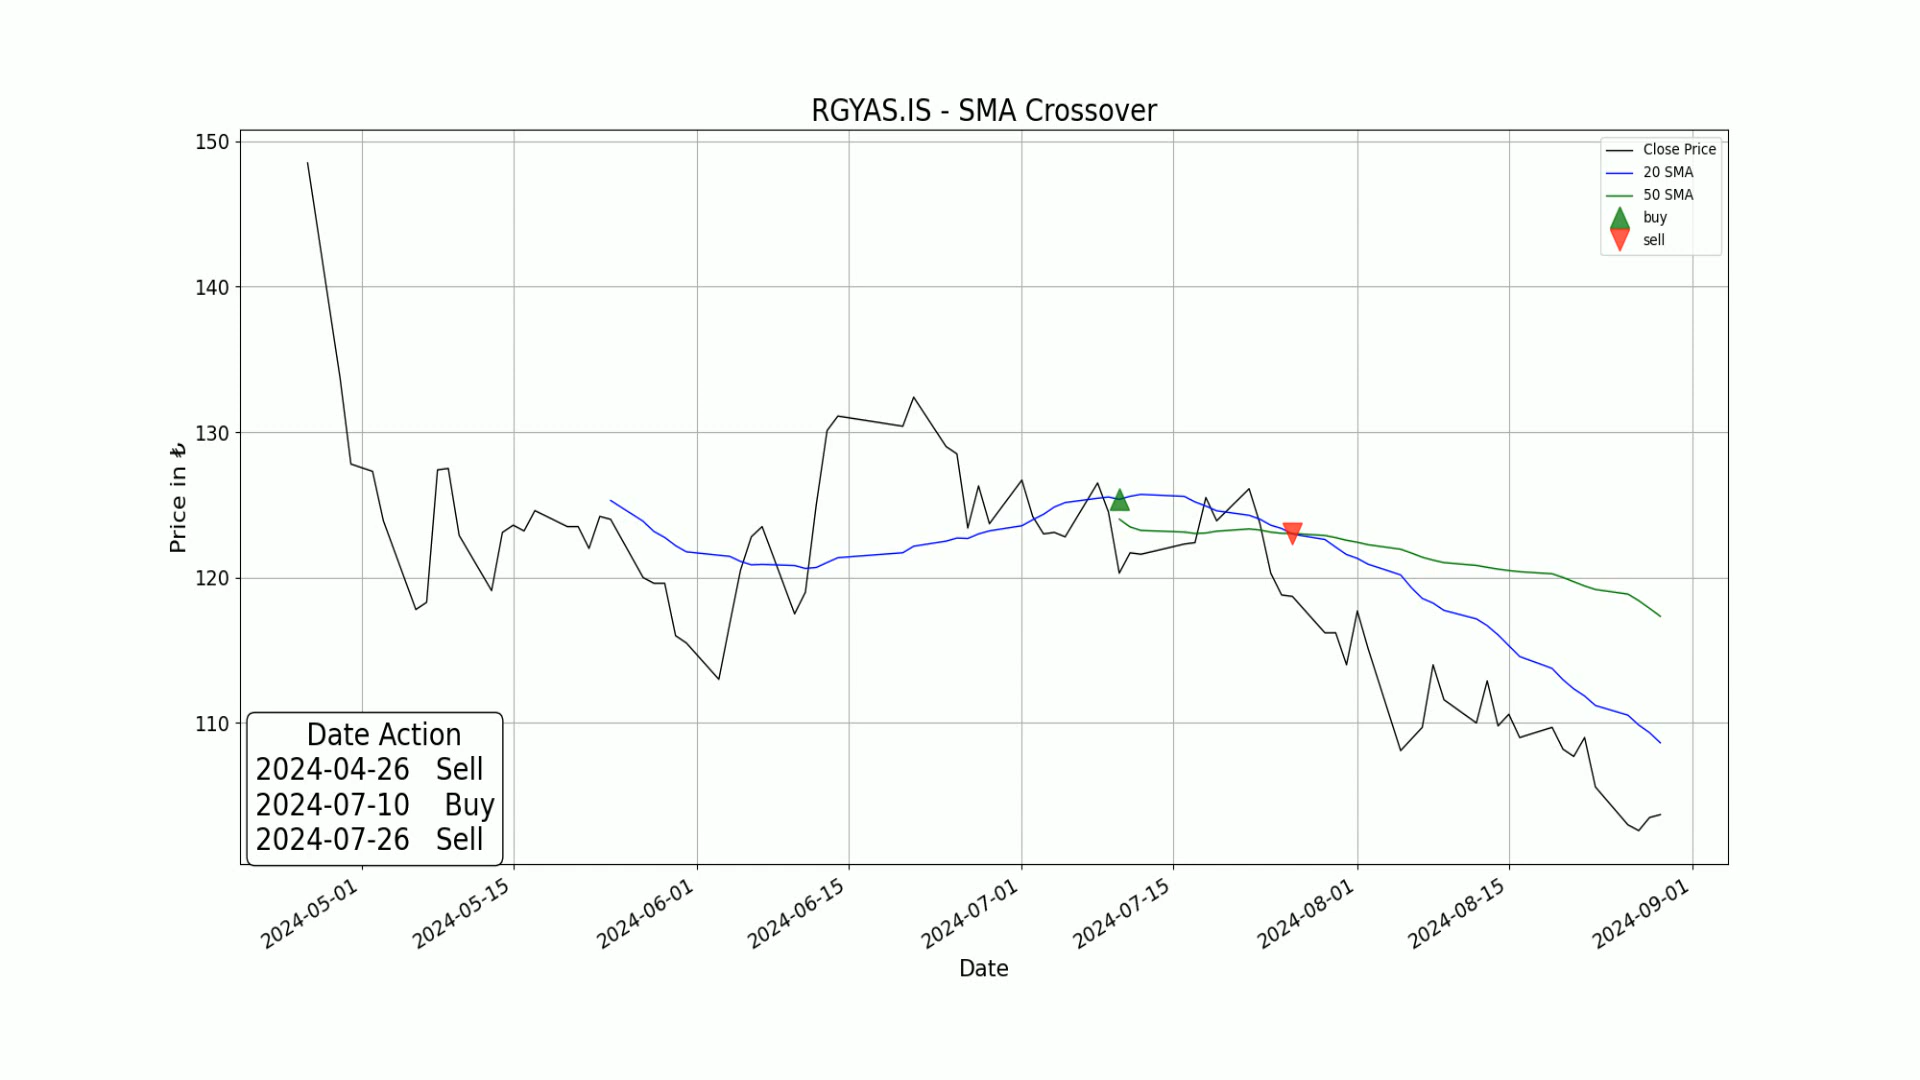 RGYAS.IS - SMA Crossover
Close Price
20 SMA
50 SMA
buy
sell
150
140
130
120
110
Price in ₺
Date Action
2024-04-26 Sell
2024-07-10 Buy
2024-07-26 Sell
2024-05-01
2024-05-15
2024-06-01
2024-06-15
2024-07-01
2024-07-15
2024-08-01
2024-08-15
2024-09-01
Date